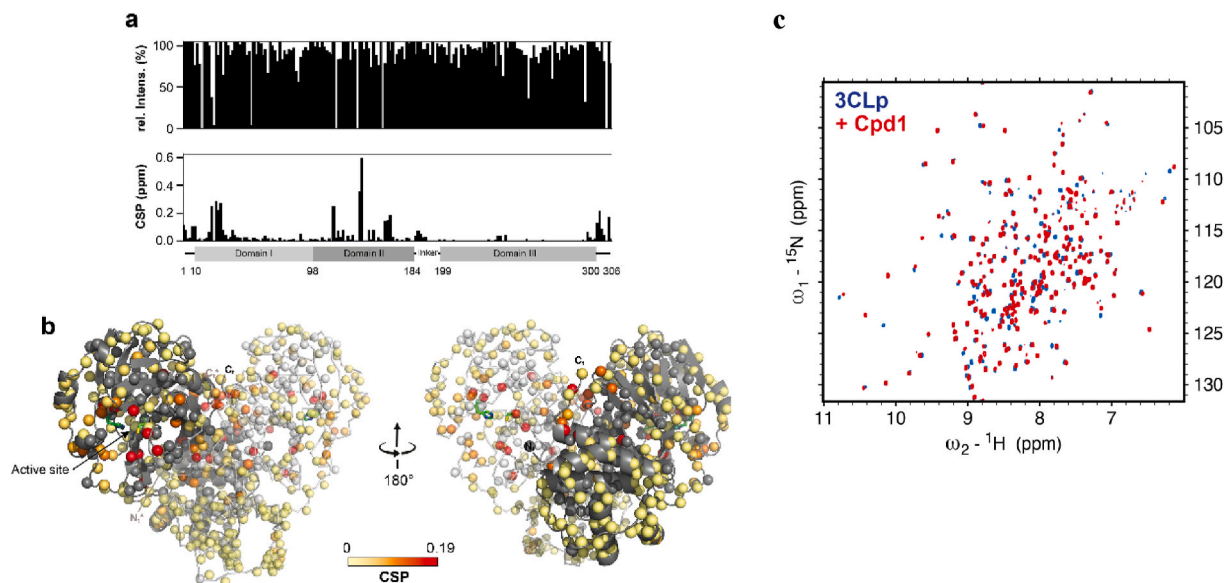 a
rel. Intens. (%)
100
50
0
CSP (ppm)
0.6
0.4
0.2
0.0
Domain I
Domain II
linker
Domain III
1 10
98
184
199
300 306
b
Active site
180°
0
0.19
CSP
c
3CLp
+ Cpd1
105
110
115
120
125
130
ω₁ - ¹⁵N (ppm)
11
10
9
8
7
ω₂ - ¹H (ppm)